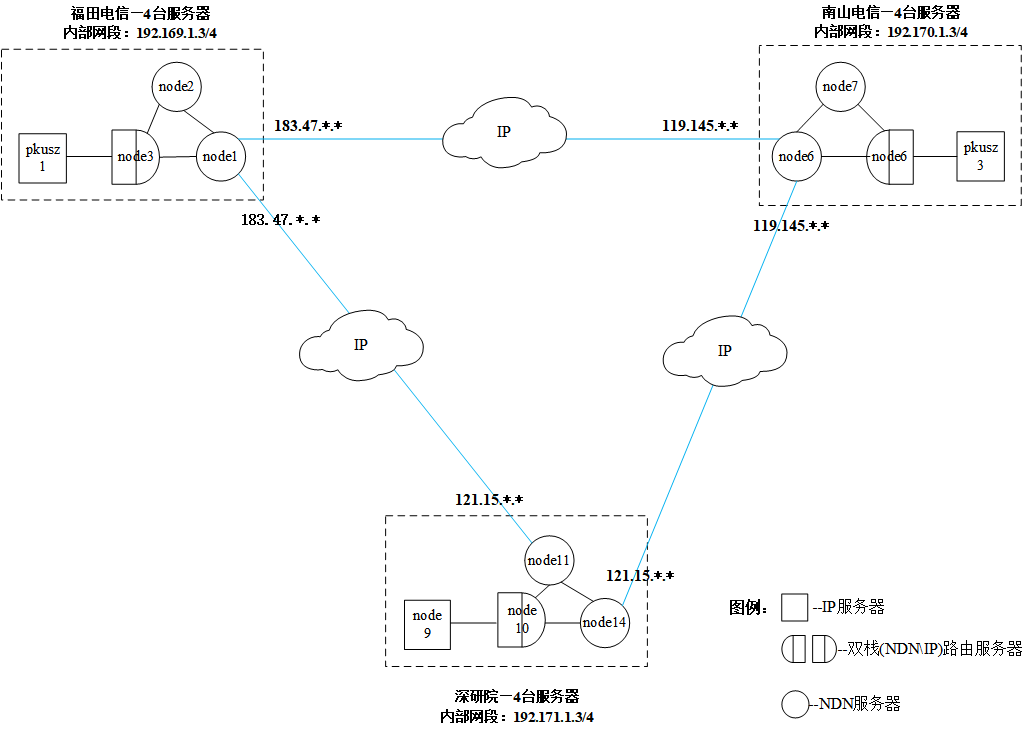 福田电信一4台服务器
内部网段：192.169.1.3/4
南山电信一4台服务器
内部网段：192.170.1.3/4
node2
node7
183.47.*.*
IP
119.145.*.*
pkusz
1
node3
node1
node6
node6
pkusz
3
183.47.*.*
119.145.*.*
IP
IP
121.15.*.*
node11
121.15.*.*
node
9
node
10
node14
图例：
--IP服务器
--双栈(NDN\IP)路由服务器
--NDN服务器
深研院一4台服务器
内部网段：192.171.1.3/4